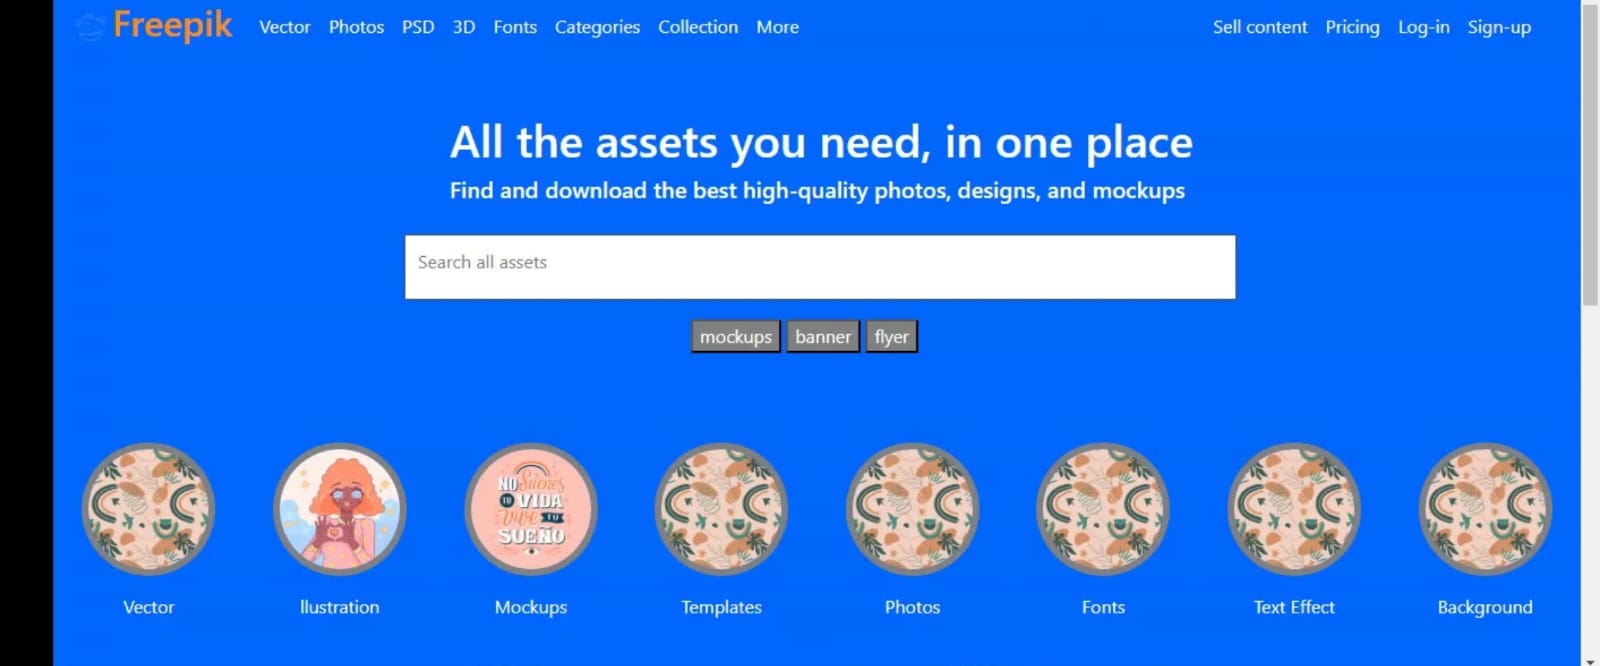 Freepik Vector Photos PSD 3D Fonts Categories Collection More Sell content Pricing Log-in Sign-up
All the assets you need, in one place
Find and download the best high-quality photos, designs, and mockups
Search all assets
mockups banner flyer
NO Sueñes
TU VIDA
Vive TU
SUEÑO
Vector llustration Mockups Templates Photos Fonts Text Effect Background